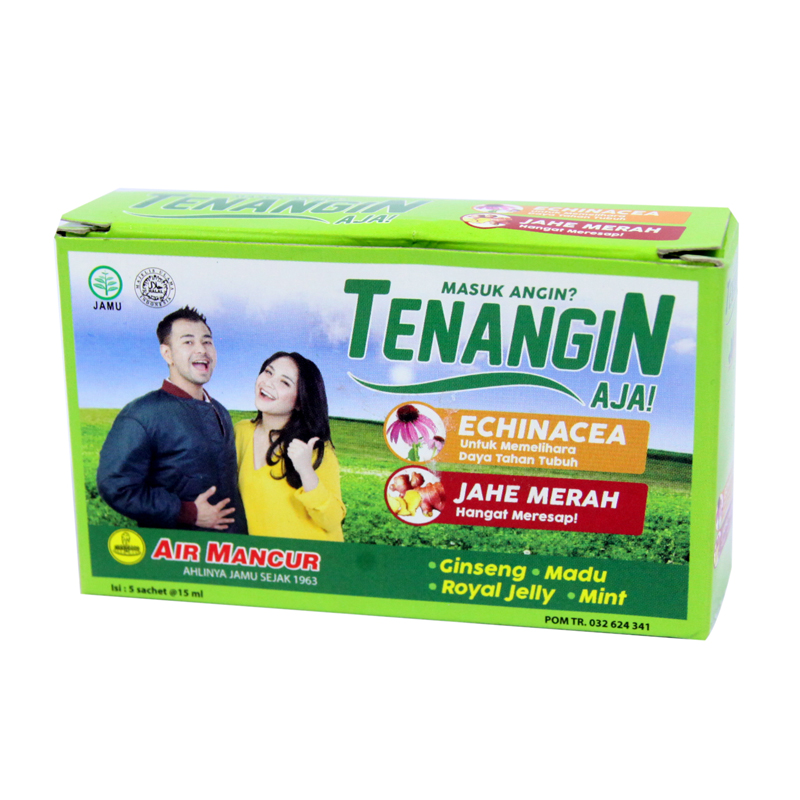 TENANGIN
AJA!
ECHINACEA
JAHE MERAH
Hangat Meresap!
JAMU
HALAL
MASUK ANGIN?
TENANGIN
AJA!
ECHINACEA
Untuk Memelihara
Daya Tahan Tubuh
JAHE MERAH
Hangat Meresap!
AIR MANCUR
AHLINYA JAMU SEJAK 1963
• Ginseng • Madu
• Royal Jelly • Mint
Isi : 5 sachet @15 ml
POM TR. 032 624 341